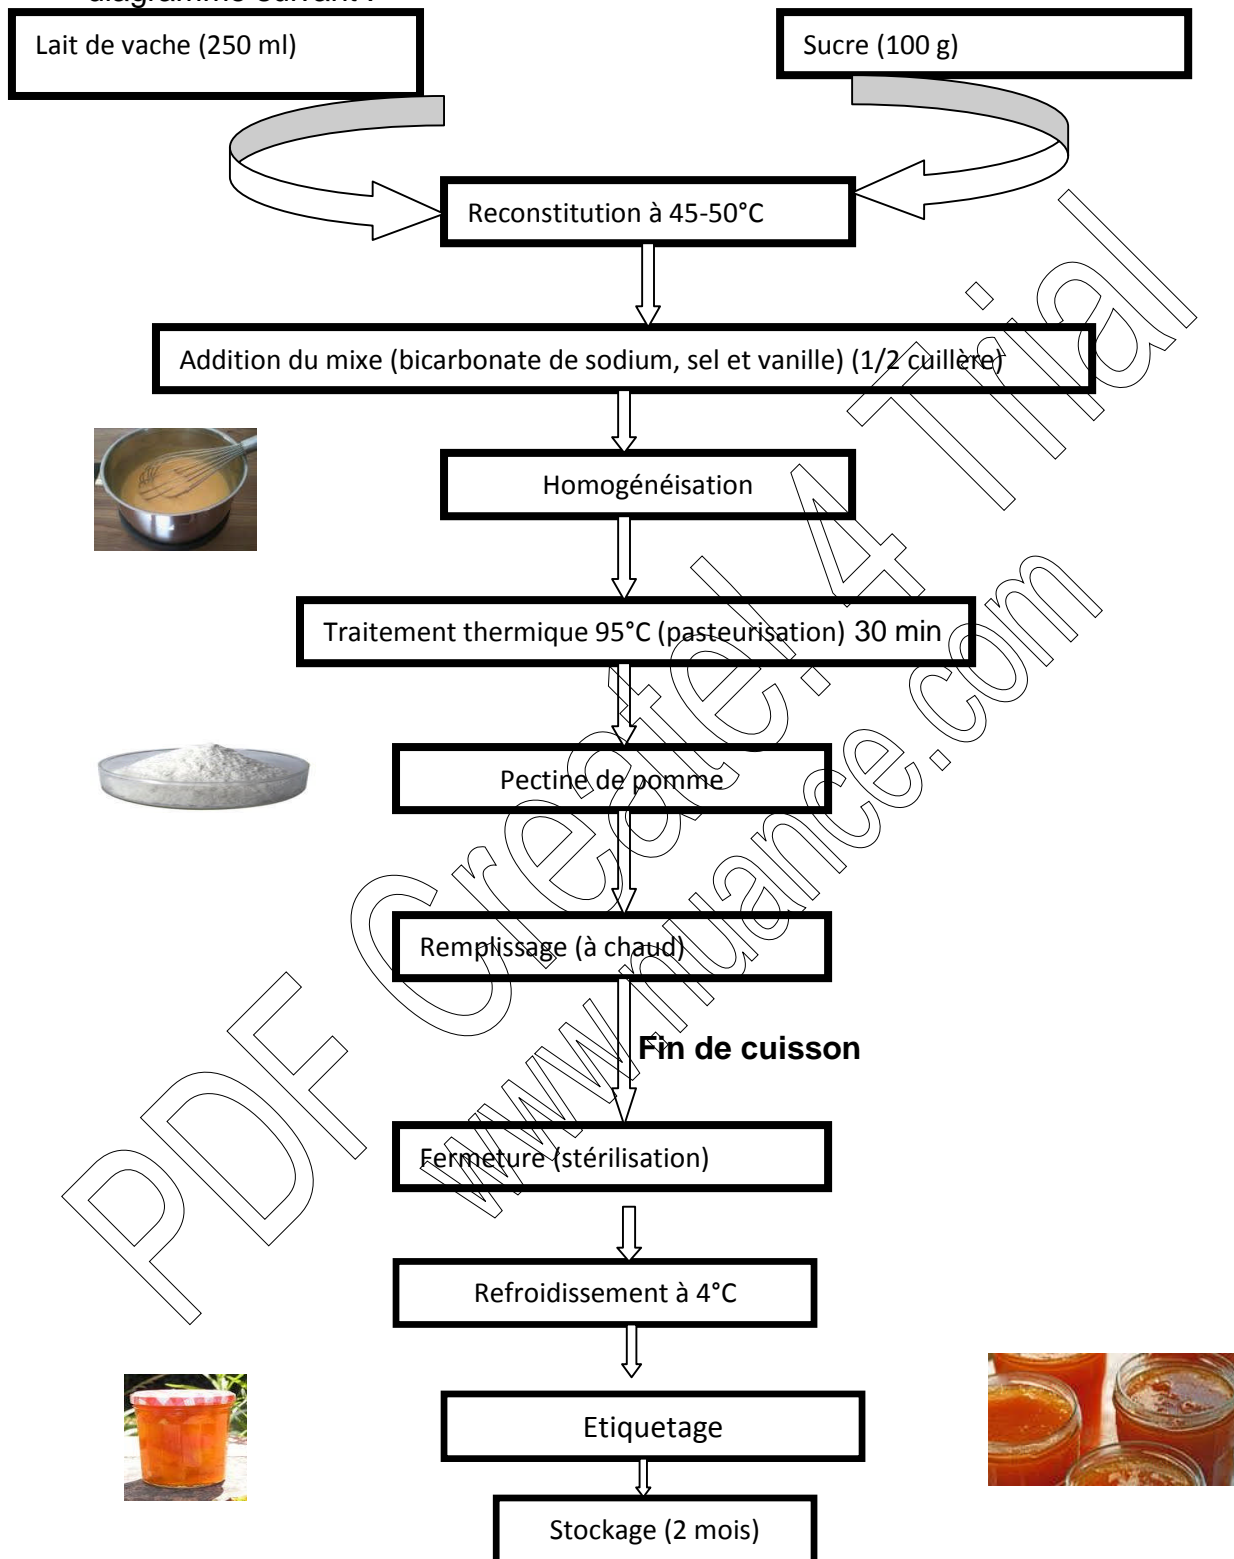 diagramme suivant :
Lait de vache (250 ml)
Sucre (100 g)
Reconstitution à 45-50°C
Addition du mixe (bicarbonate de sodium, sel et vanille) (1/2 cuillère)
Homogénéisation
Traitement thermique 95°C (pasteurisation) 30 min
Pectine de pomme
Remplissage (à chaud)
Fin de cuisson
Fermeture (stérilisation)
Refroidissement à 4°C
Etiquetage
Stockage (2 mois)
PDF Create! 4 Trial
www.nuance.com